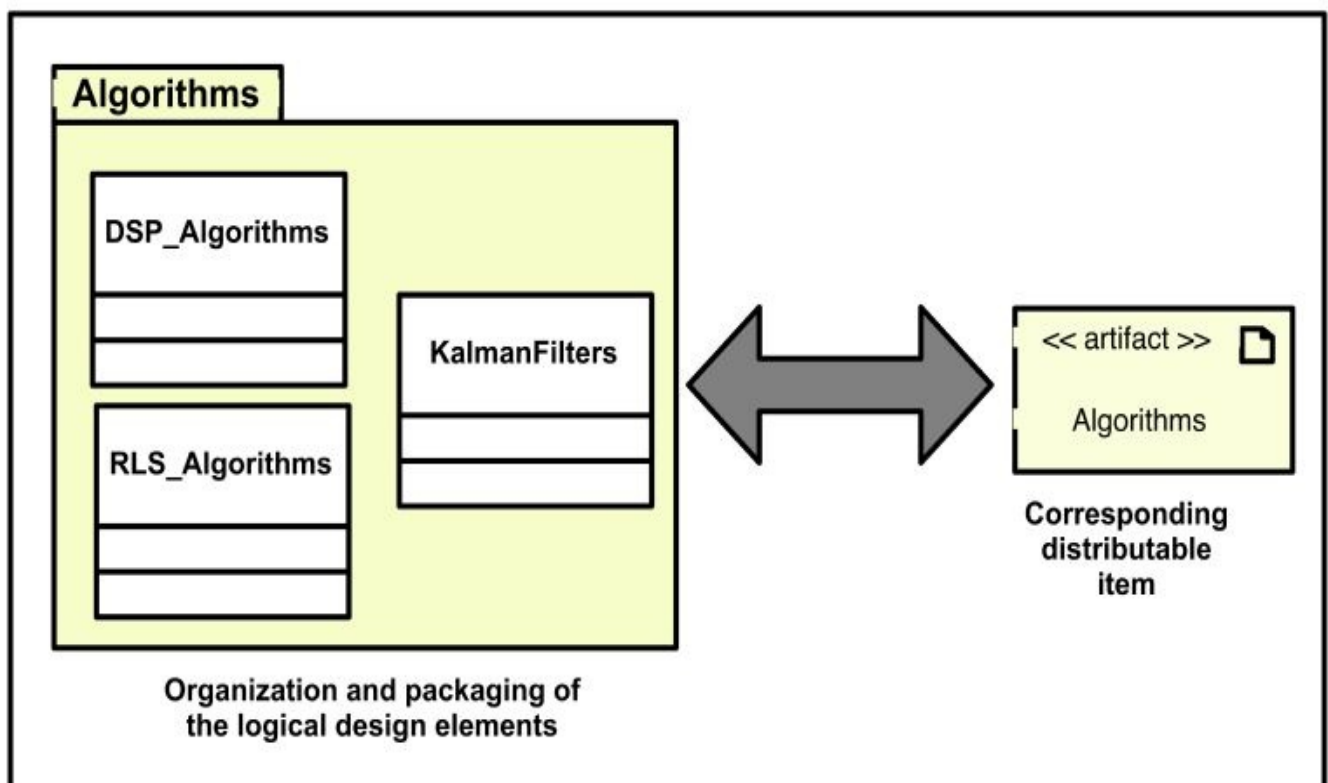 Algorithms
DSP_Algorithms
KalmanFilters
RLS_Algorithms
<< artifact >>
Algorithms
Corresponding
distributable
item
Organization and packaging of
the logical design elements